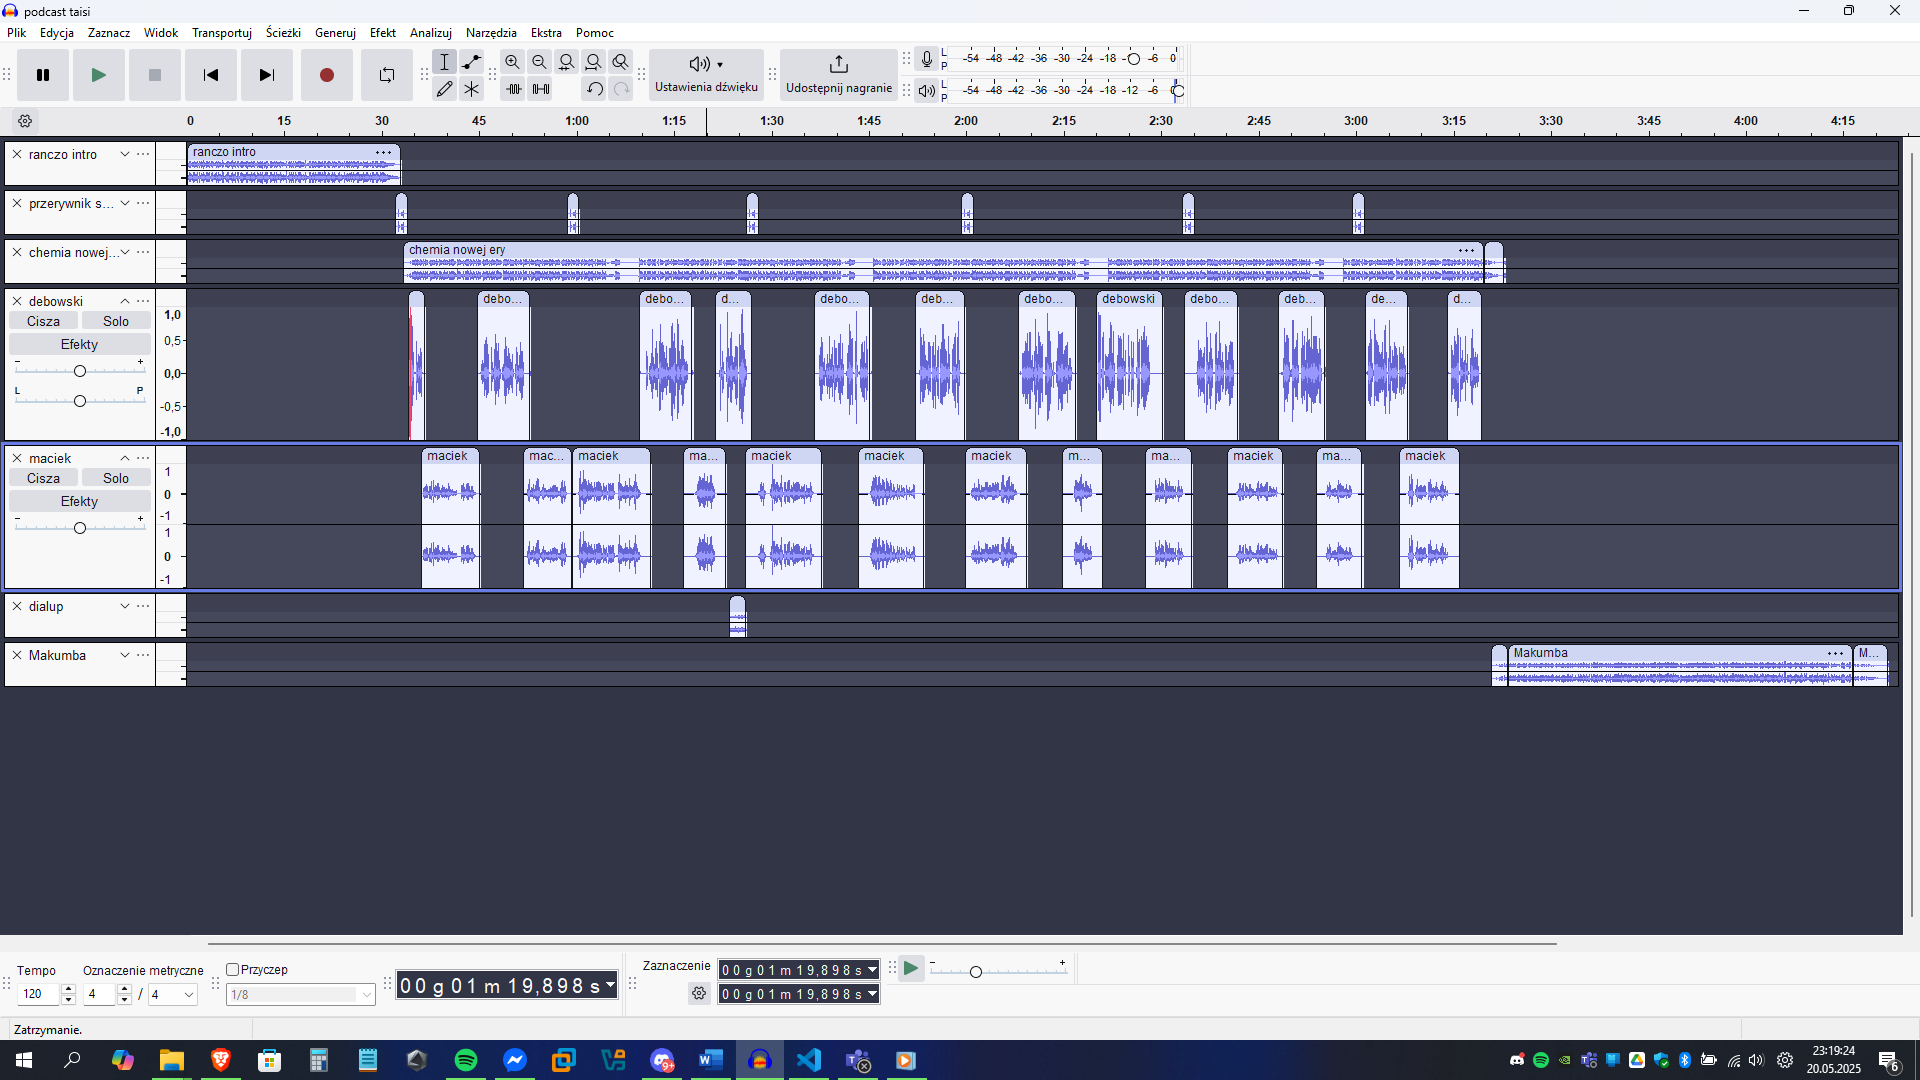 podcast taisi
Plik Edycja Zaznacz Widok Transportuj Ścieżki Generuj Efekt Analizuj Narzędzia Ekstra Pomoc
Ustawienia dźwięku
Udostępnij nagranie
L
P
-54 -48 -42 -36 -30 -24 -18 -6 0
L
P
-54 -48 -42 -36 -30 -24 -18 -12 -6
0 15 30 45 1:00 1:15 1:30 1:45 2:00 2:15 2:30 2:45 3:00 3:15 3:30 3:45 4:00 4:15
ranczo intro
ranczo intro
przerywnik s...
chemia nowej...
chemia nowej ery
debowski
Cisza Solo
Efekty
- +
L P
1,0
0,5-
0,0-
-0,5-
-1,0
debo... debo... d... debo... deb... debo... debowski debo... deb... de... d...
maciek
Cisza Solo
Efekty
- +
1
0
-1
1
0
-1
maciek mac... maciek ma... maciek maciek maciek m... ma... maciek ma... maciek
dialup
Makumba
Makumba
M...
Tempo
120
Oznaczenie metryczne
4 / 4
Przyczep
1/8
00 g 01 m 19,898 s
Zaznaczenie
00 g 01 m 19,898 s
00 g 01 m 19,898 s
- +
Zatrzymanie.
9+
23:19:24
20.05.2025
6